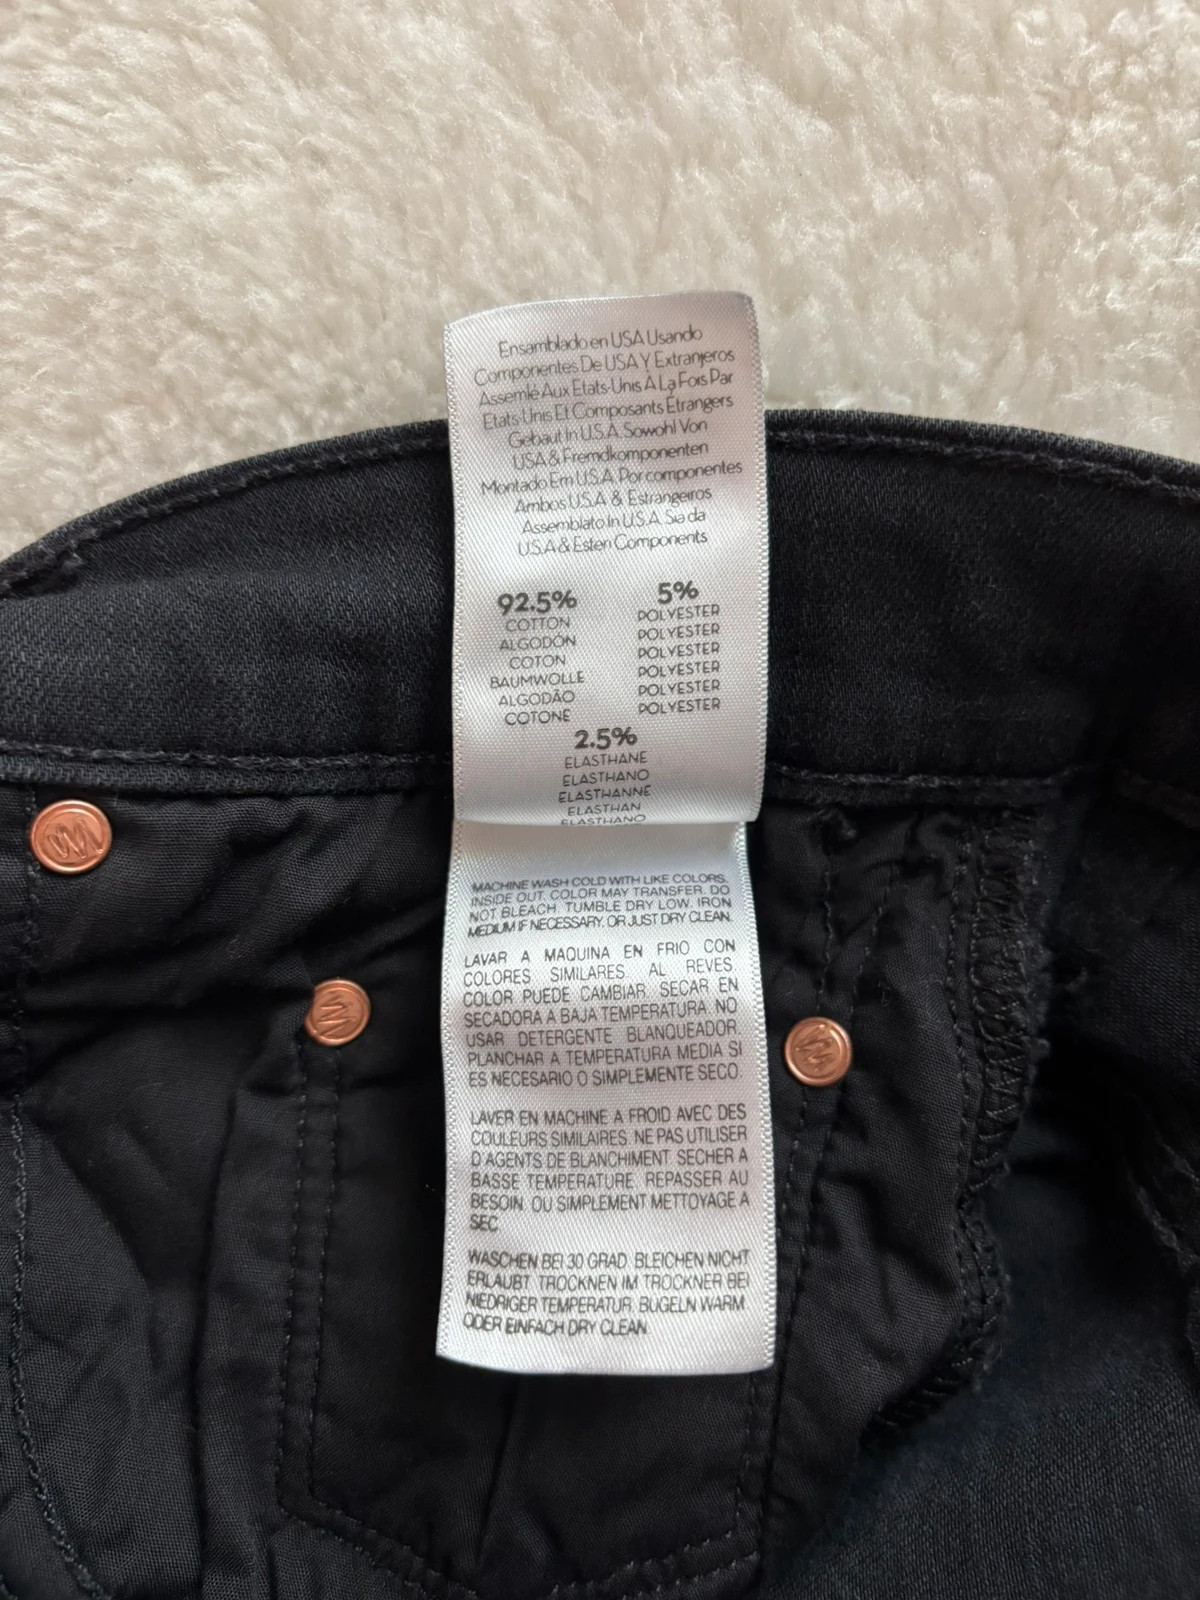 Ensamblado en USA Usando
Componentes De USA Y Extranjeros
Assemlé Aux Etats-Unis À La Fois Par
Etats-Unis Et Composants Étrangers
Gebaut In U.S.A. Sowohl Von
USA & Fremdkomponenten
Montado Em U.S.A. Por componentes
Ambos U.S.A. & Estrangeiros
Assemblato In U.S.A. Sia da
U.S.A & Esteri Components
92.5% 5%
COTTON POLYESTER
ALGODÓN POLYESTER
COTON POLYESTER
BAUMWOLLE POLYESTER
ALGODÃO POLYESTER
COTONE POLYESTER
2.5%
ELASTHANE
ELASTHANO
ELASTHANNE
ELASTHAN
ELASTHANO
MACHINE WASH COLD WITH LIKE COLORS,
INSIDE OUT. COLOR MAY TRANSFER. DO
NOT BLEACH. TUMBLE DRY LOW. IRON
MEDIUM IF NECESSARY. OR JUST DRY CLEAN.
LAVAR A MAQUINA EN FRIO CON
COLORES SIMILARES. AL REVES.
COLOR PUEDE CAMBIAR. SECAR EN
SECADORA A BAJA TEMPERATURA. NO
USAR DETERGENTE BLANQUEADOR.
PLANCHAR A TEMPERATURA MEDIA SI
ES NECESARIO O SIMPLEMENTE SECO.
LAVER EN MACHINE A FROID AVEC DES
COULEURS SIMILAIRES. NE PAS UTILISER
D'AGENTS DE BLANCHIMENT. SECHER A
BASSE TEMPERATURE. REPASSER AU
BESOIN. OU SIMPLEMENT METTOYAGE A
SEC
WASCHEN BEI 30 GRAD. BLEICHEN NICHT
ERLAUBT. TROCKNEN IM TROCKNER BEI
NIEDRIGER TEMPERATUR. BUGELN WARM
ODER EINFACH DRY CLEAN.